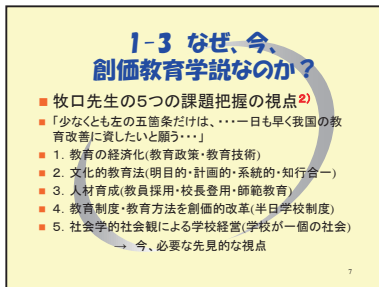 1-3 なぜ、今、
創価教育学説なのか？
■ 牧口先生の5つの課題把握の視点2)
■ 「少なくとも左の五箇条だけは、・・・一日も早く我国の教
育改善に資したいと願う・・・」
■ 1. 教育の経済化(教育政策・教育技術)
■ 2. 文化的教育法(明目的・計画的・系統的・知行合一)
■ 3. 人材育成(教員採用・校長登用・師範教育)
■ 4. 教育制度・教育方法を創価的改革(半日学校制度)
■ 5. 社会学的社会観による学校経営(学校が一個の社会)
→ 今、必要な先見的な視点
7